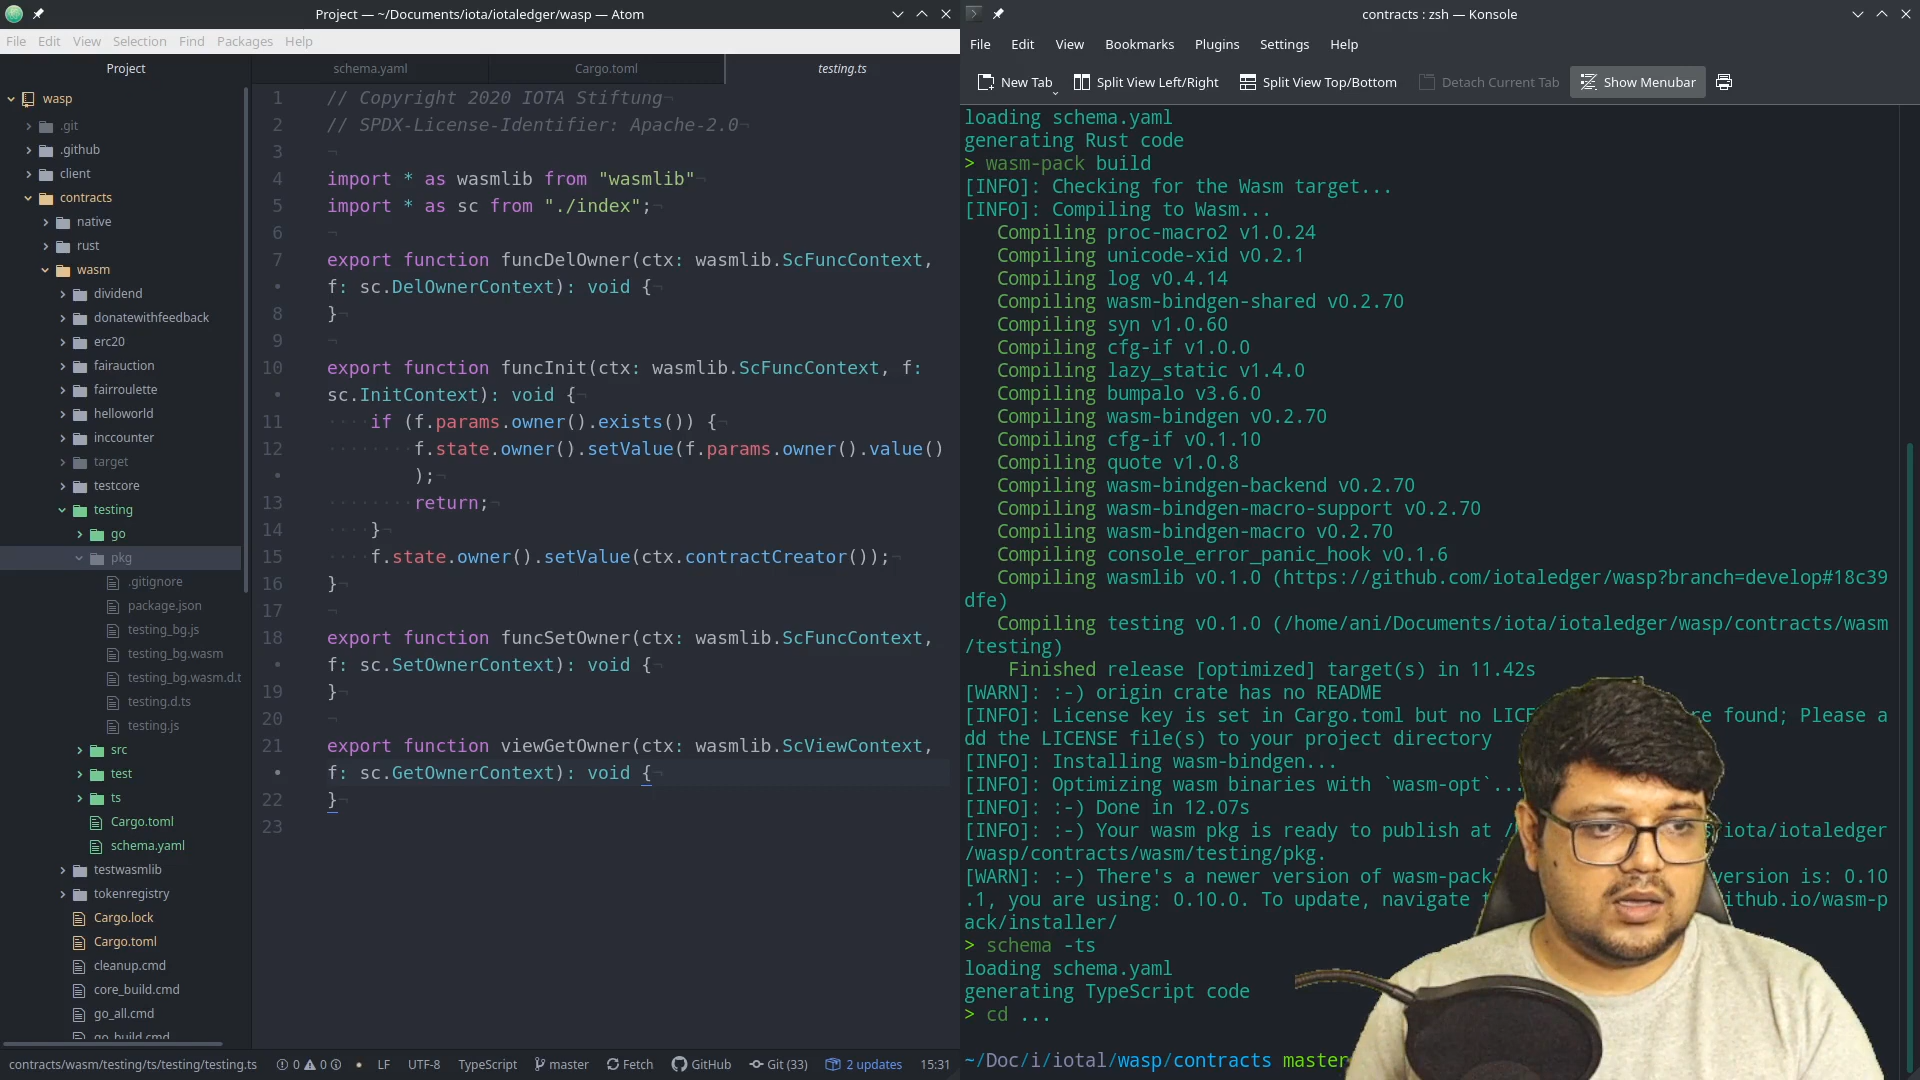 Project — ~/Documents/iota/iotaledger/wasp — Atom
File Edit View Selection Find Packages Help
Project
schema.yaml Cargo.toml testing.ts
wasp
.git
.github
client
contracts
native
rust
wasm
dividend
donatewithfeedback
erc20
fairauction
fairroulette
helloworld
inccounter
target
testcore
testing
go
pkg
.gitignore
package.json
testing_bg.js
testing_bg.wasm
testing_bg.wasm.d.t
testing.d.ts
testing.js
src
test
ts
Cargo.toml
schema.yaml
testwasmlib
tokenregistry
Cargo.lock
Cargo.toml
cleanup.cmd
core_build.cmd
go_all.cmd
go_build.cmd
1 // Copyright 2020 IOTA Stiftung
2 // SPDX-License-Identifier: Apache-2.0
3
4 import * as wasmlib from "wasmlib"
5 import * as sc from "./index";
6
7 export function funcDelOwner(ctx: wasmlib.ScFuncContext,
f: sc.DelOwnerContext): void {
8 }
9
10 export function funcInit(ctx: wasmlib.ScFuncContext, f:
sc.InitContext): void {
11 if (f.params.owner().exists()) {
12 f.state.owner().setValue(f.params.owner().value()
);
13 return;
14 }
15 f.state.owner().setValue(ctx.contractCreator());
16 }
17
18 export function funcSetOwner(ctx: wasmlib.ScFuncContext,
f: sc.SetOwnerContext): void {
19 }
20
21 export function viewGetOwner(ctx: wasmlib.ScViewContext,
f: sc.GetOwnerContext): void {
22 }
23
contracts/wasm/testing/ts/testing/testing.ts 0 0 0 LF UTF-8 TypeScript master Fetch GitHub Git (33) 2 updates 15:31
contracts : zsh — Konsole
File Edit View Bookmarks Plugins Settings Help
New Tab Split View Left/Right Split View Top/Bottom Detach Current Tab Show Menubar
loading schema.yaml
generating Rust code
> wasm-pack build
[INFO]: Checking for the Wasm target...
[INFO]: Compiling to Wasm...
Compiling proc-macro2 v1.0.24
Compiling unicode-xid v0.2.1
Compiling log v0.4.14
Compiling wasm-bindgen-shared v0.2.70
Compiling syn v1.0.60
Compiling cfg-if v1.0.0
Compiling lazy_static v1.4.0
Compiling bumpalo v3.6.0
Compiling wasm-bindgen v0.2.70
Compiling cfg-if v0.1.10
Compiling quote v1.0.8
Compiling wasm-bindgen-backend v0.2.70
Compiling wasm-bindgen-macro-support v0.2.70
Compiling wasm-bindgen-macro v0.2.70
Compiling console_error_panic_hook v0.1.6
Compiling wasmlib v0.1.0 (https://github.com/iotaledger/wasp?branch=develop#18c39
dfe)
Compiling testing v0.1.0 (/home/ani/Documents/iota/iotaledger/wasp/contracts/wasm
/testing)
Finished release [optimized] target(s) in 11.42s
[WARN]: :-) origin crate has no README
[INFO]: License key is set in Cargo.toml but no LICE re found; Please a
dd the LICENSE file(s) to your project directory
[INFO]: Installing wasm-bindgen...
[INFO]: Optimizing wasm binaries with `wasm-opt`...
[INFO]: :-) Done in 12.07s
[INFO]: :-) Your wasm pkg is ready to publish at / s/iota/iotaledger
/wasp/contracts/wasm/testing/pkg.
[WARN]: :-) There's a newer version of wasm-pack version is: 0.10
.1, you are using: 0.10.0. To update, navigate ithub.io/wasm-p
ack/installer/
> schema -ts
loading schema.yaml
generating TypeScript code
> cd ...
~/Doc/i/iotal/wasp/contracts master